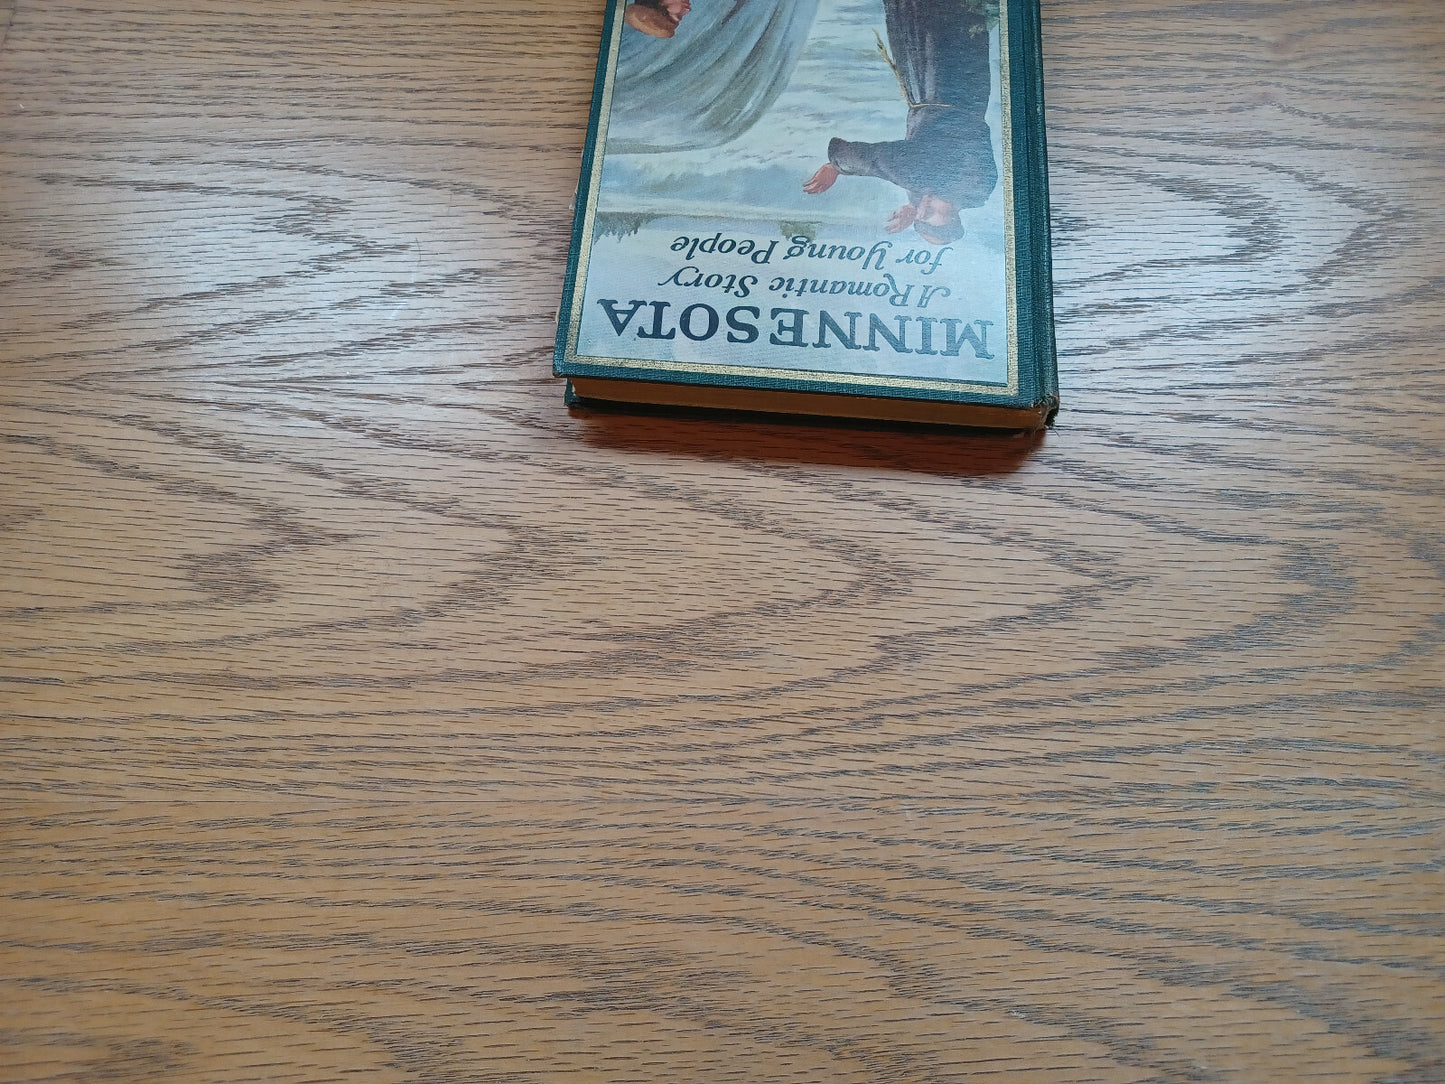 MINNESOTA
A Romantic Story
for Young People